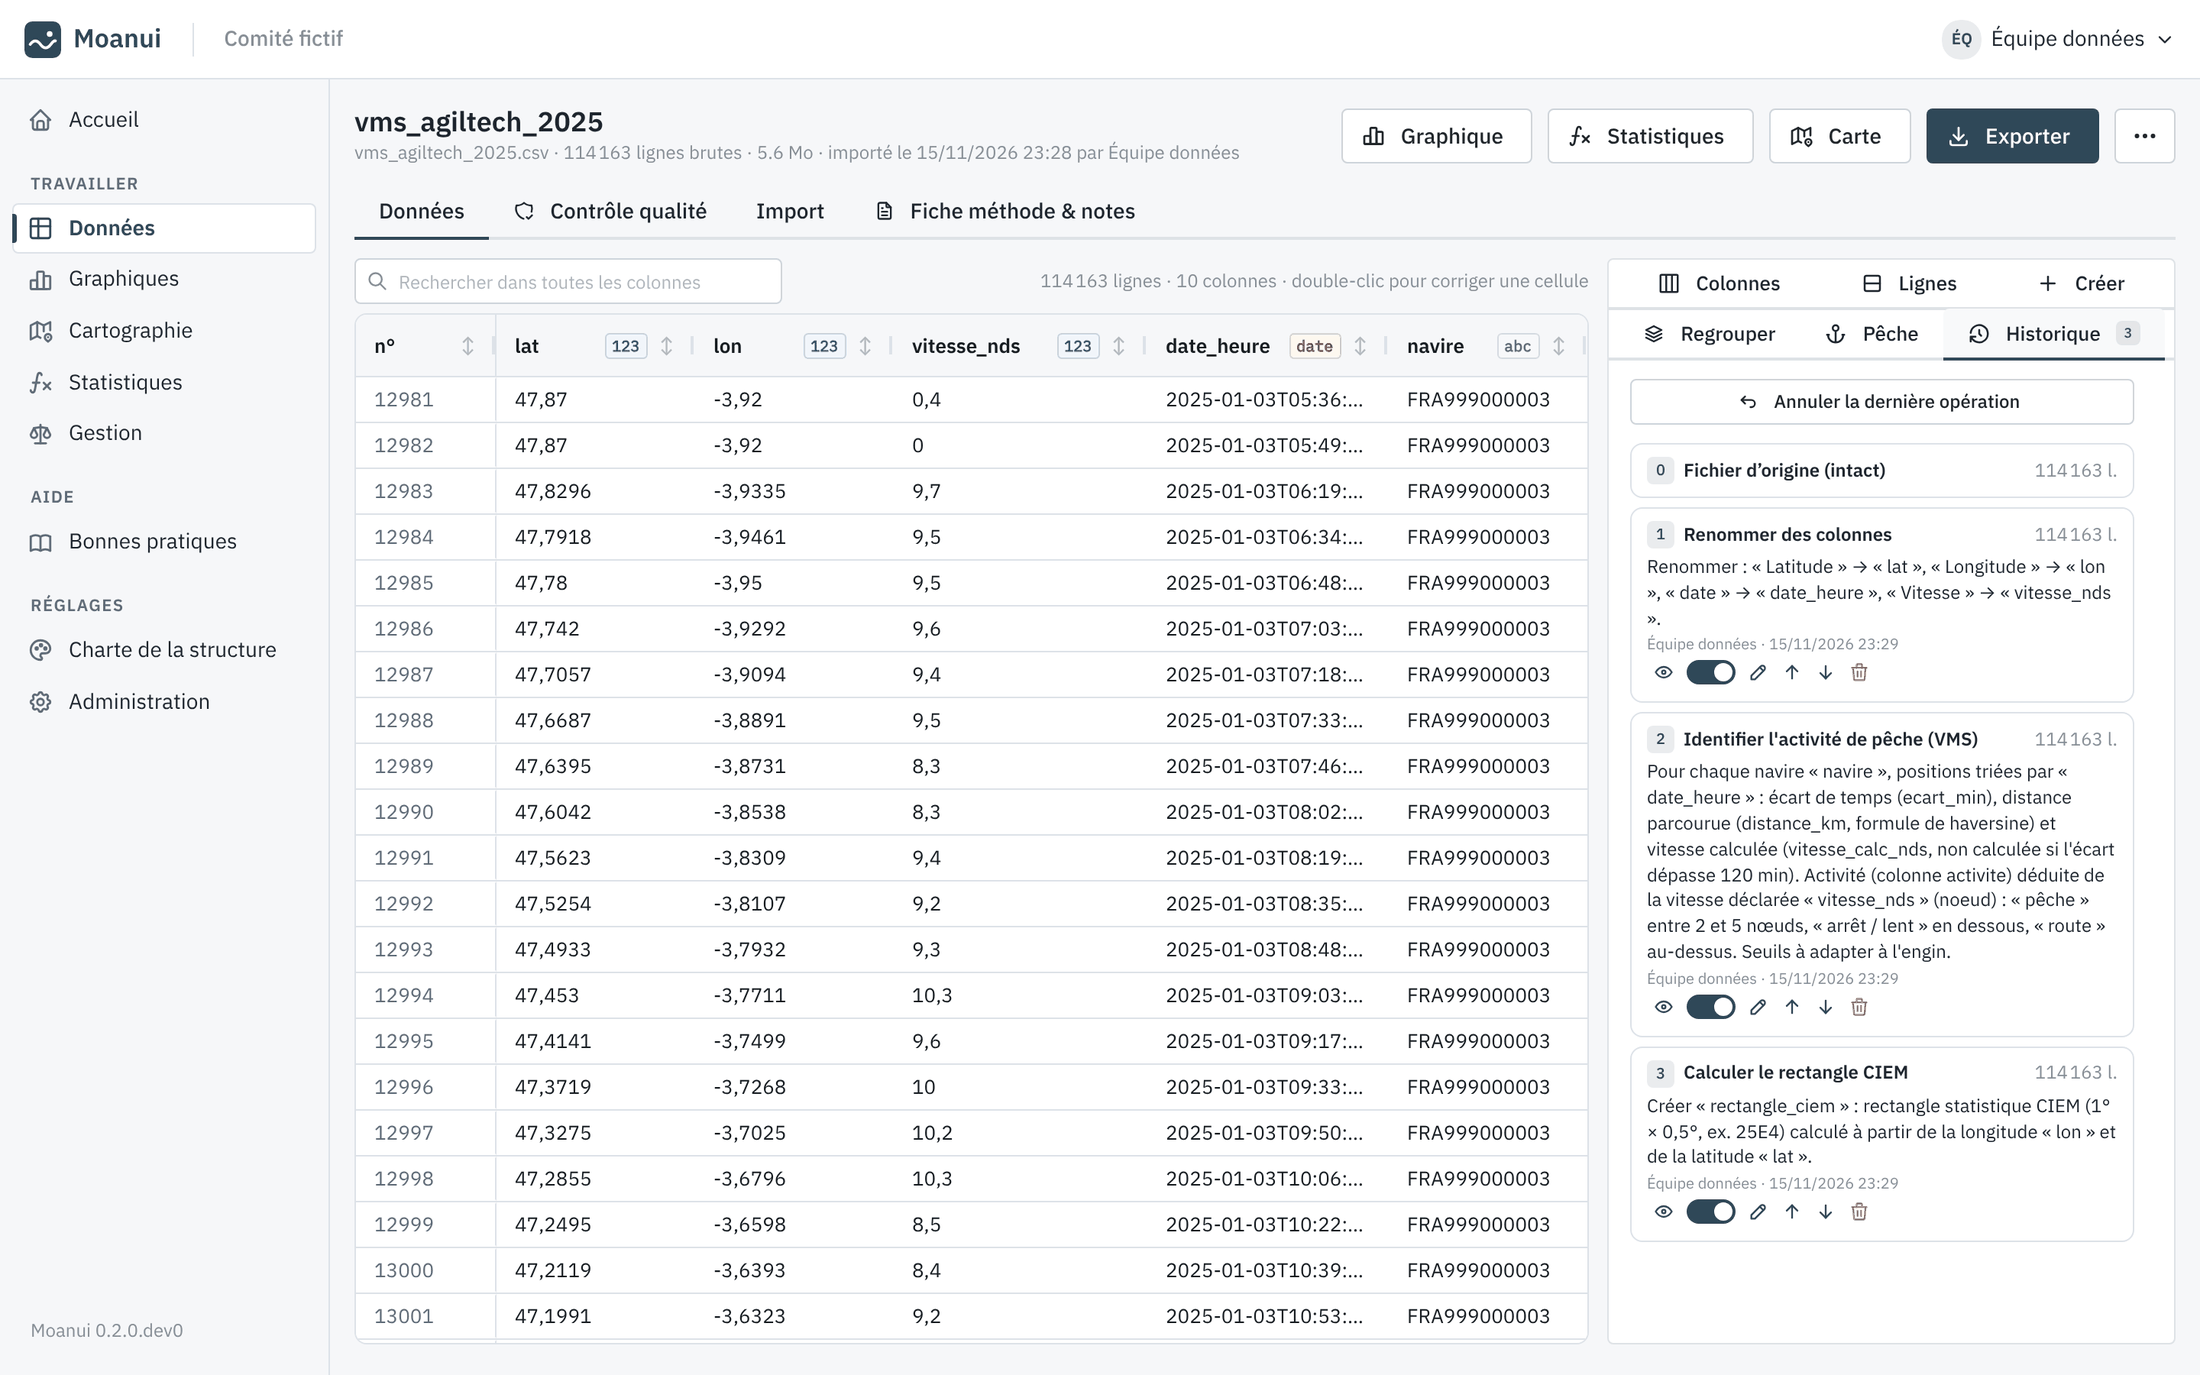 Moanui
Comité fictif
ÉQ Équipe données
Accueil
TRAVAILLER
Données
Graphiques
Cartographie
Statistiques
Gestion
AIDE
Bonnes pratiques
RÉGLAGES
Charte de la structure
Administration
Moanui 0.2.0.dev0
vms_agiltech_2025
vms_agiltech_2025.csv · 114 163 lignes brutes · 5.6 Mo · importé le 15/11/2026 23:28 par Équipe données
Graphique
Statistiques
Carte
Exporter
Données
Contrôle qualité
Import
Fiche méthode & notes
Rechercher dans toutes les colonnes
114 163 lignes · 10 colonnes · double-clic pour corriger une cellule
n° lat 123 lon 123 vitesse_nds 123 date_heure date navire abc
12981 47,87 -3,92 0,4 2025-01-03T05:36:... FRA999000003
12982 47,87 -3,92 0 2025-01-03T05:49:... FRA999000003
12983 47,8296 -3,9335 9,7 2025-01-03T06:19:... FRA999000003
12984 47,7918 -3,9461 9,5 2025-01-03T06:34:... FRA999000003
12985 47,78 -3,95 9,5 2025-01-03T06:48:... FRA999000003
12986 47,742 -3,9292 9,6 2025-01-03T07:03:... FRA999000003
12987 47,7057 -3,9094 9,4 2025-01-03T07:18:... FRA999000003
12988 47,6687 -3,8891 9,5 2025-01-03T07:33:... FRA999000003
12989 47,6395 -3,8731 8,3 2025-01-03T07:46:... FRA999000003
12990 47,6042 -3,8538 8,3 2025-01-03T08:02:... FRA999000003
12991 47,5623 -3,8309 9,4 2025-01-03T08:19:... FRA999000003
12992 47,5254 -3,8107 9,2 2025-01-03T08:35:... FRA999000003
12993 47,4933 -3,7932 9,3 2025-01-03T08:48:... FRA999000003
12994 47,453 -3,7711 10,3 2025-01-03T09:03:... FRA999000003
12995 47,4141 -3,7499 9,6 2025-01-03T09:17:... FRA999000003
12996 47,3719 -3,7268 10 2025-01-03T09:33:... FRA999000003
12997 47,3275 -3,7025 10,2 2025-01-03T09:50:... FRA999000003
12998 47,2855 -3,6796 10,3 2025-01-03T10:06:... FRA999000003
12999 47,2495 -3,6598 8,5 2025-01-03T10:22:... FRA999000003
13000 47,2119 -3,6393 8,4 2025-01-03T10:39:... FRA999000003
13001 47,1991 -3,6323 9,2 2025-01-03T10:53:... FRA999000003
Colonnes
Lignes
Créer
Regrouper
Pêche
Historique 3
Annuler la dernière opération
0 Fichier d’origine (intact) 114 163 l.
1 Renommer des colonnes 114 163 l.
Renommer : « Latitude » → « lat », « Longitude » → « lon
», « date » → « date_heure », « Vitesse » → « vitesse_nds
».
Équipe données · 15/11/2026 23:29
2 Identifier l'activité de pêche (VMS) 114 163 l.
Pour chaque navire « navire », positions triées par «
date_heure » : écart de temps (ecart_min), distance
parcourue (distance_km, formule de haversine) et
vitesse calculée (vitesse_calc_nds, non calculée si l'écart
dépasse 120 min). Activité (colonne activite) déduite de
la vitesse déclarée « vitesse_nds » (noeud) : « pêche »
entre 2 et 5 nœuds, « arrêt / lent » en dessous, « route »
au-dessus. Seuils à adapter à l'engin.
Équipe données · 15/11/2026 23:29
3 Calculer le rectangle CIEM 114 163 l.
Créer « rectangle_ciem » : rectangle statistique CIEM (1°
× 0,5°, ex. 25E4) calculé à partir de la longitude « lon » et
de la latitude « lat ».
Équipe données · 15/11/2026 23:29